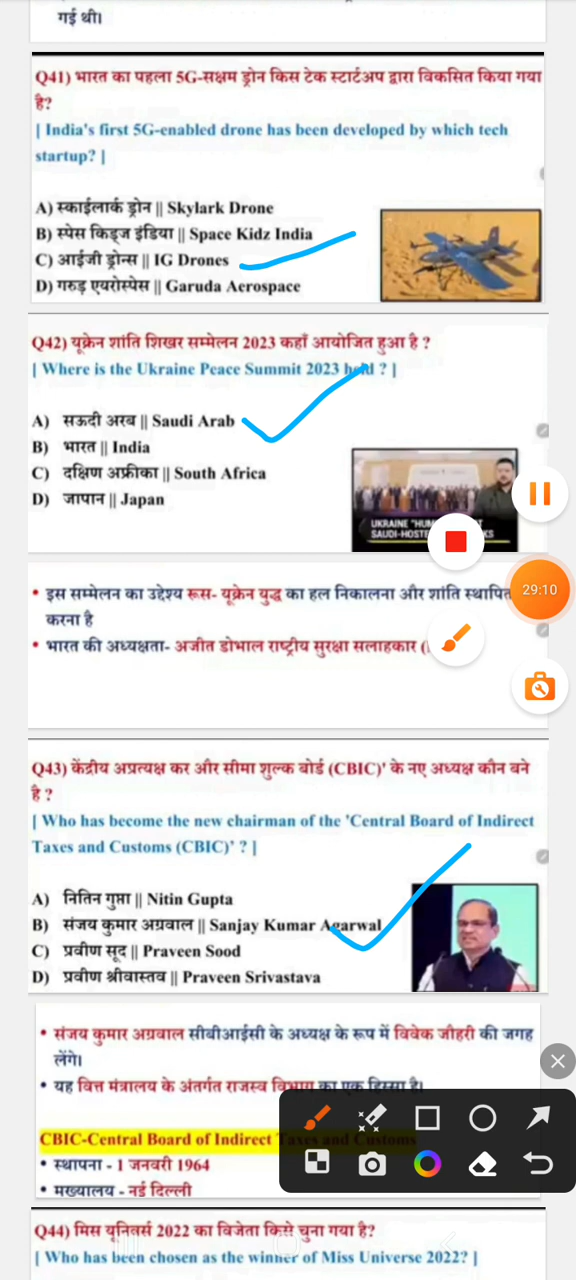 गई थी।
Q41) भारत का पहला 5G-सक्षम ड्रोन किस टेक स्टार्टअप द्वारा विकसित किया गया
है?
| India's first 5G-enabled drone has been developed by which tech
startup? |
A) स्काईलार्क ड्रोन || Skylark Drone
B) स्पेस किड्ज इंडिया || Space Kidz India
C) आईजी ड्रोन्स || IG Drones
D) गरुड़ एयरोस्पेस || Garuda Aerospace
Q42) यूक्रेन शांति शिखर सम्मेलन 2023 कहाँ आयोजित हुआ है ?
| Where is the Ukraine Peace Summit 2023 held ? |
A) सऊदी अरब || Saudi Arab
B) भारत || India
C) दक्षिण अफ्रीका || South Africa
D) जापान || Japan
UKRAINE
SAUDI-HOSTE
29:10
• इस सम्मेलन का उद्देश्य रूस- यूक्रेन युद्ध का हल निकालना और शांति स्थापित
करना है
• भारत की अध्यक्षता- अजीत डोभाल राष्ट्रीय सुरक्षा सलाहकार (
Q43) केंद्रीय अप्रत्यक्ष कर और सीमा शुल्क बोर्ड (CBIC)' के नए अध्यक्ष कौन बने
है ?
| Who has become the new chairman of the 'Central Board of Indirect
Taxes and Customs (CBIC)' ? |
A) नितिन गुप्ता || Nitin Gupta
B) संजय कुमार अग्रवाल || Sanjay Kumar Agarwal
C) प्रवीण सूद || Praveen Sood
D) प्रवीण श्रीवास्तव || Praveen Srivastava
• संजय कुमार अग्रवाल सीबीआईसी के अध्यक्ष के रूप में विवेक जौहरी की जगह
लेंगे।
• यह वित्त मंत्रालय के अंतर्गत राजस्व विभाग का एक हिस्सा है।
CBIC-Central Board of Indirect Taxes and Customs
• स्थापना - 1 जनवरी 1964
• मुख्यालय - नई दिल्ली
Q44) मिस यूनिवर्स 2022 का विजेता किसे चुना गया है?
| Who has been chosen as the winner of Miss Universe 2022? |